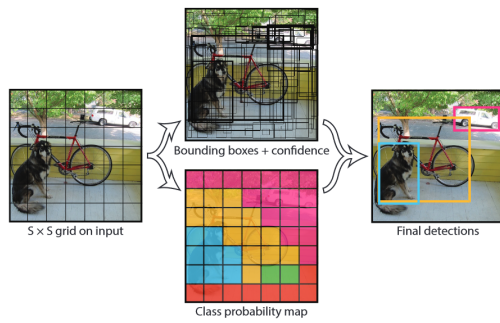 Bounding boxes + confidence
S × S grid on input
Final detections
Class probability map